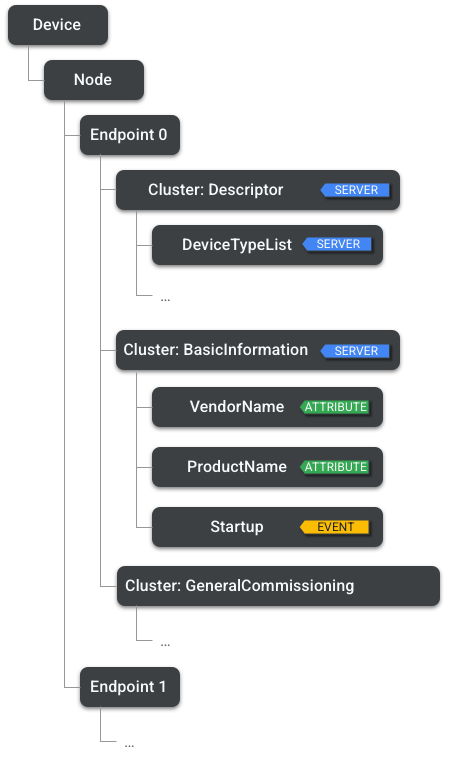 Device
Node
Endpoint 0
Cluster: Descriptor SERVER
DeviceTypeList SERVER
...
Cluster: BasicInformation SERVER
VendorName ATTRIBUTE
ProductName ATTRIBUTE
Startup EVENT
Cluster: GeneralCommissioning
...
Endpoint 1
...